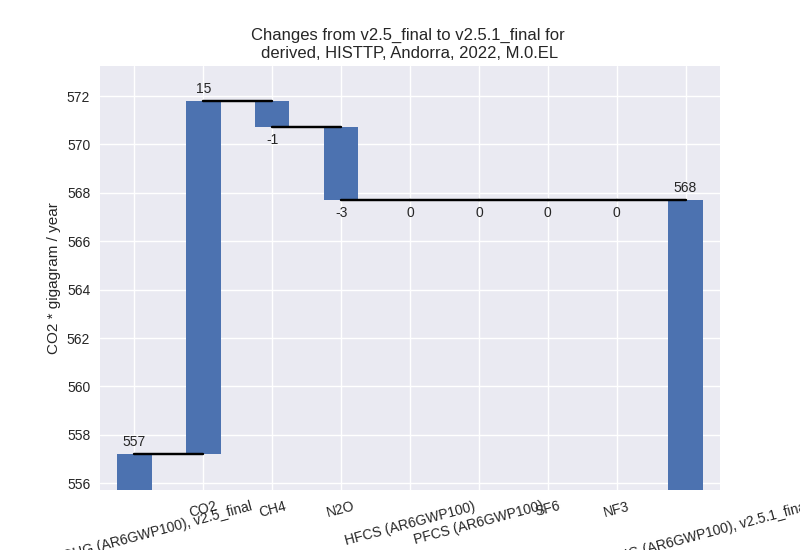 Changes from v2.5_final to v2.5.1_final for
derived, HISTTP, Andorra, 2022, M.0.EL
CO2 * gigagram / year
572
570
568
566
564
562
560
558
556
557
15
-1
-3
0
0
0
0
568
(AR6GWP100), v2.5_final
CO2
CH4
N2O
HFCS (AR6GWP100)
PFCS (AR6GWP100)
SF6
NF3
(AR6GWP100), v2.5.1_final